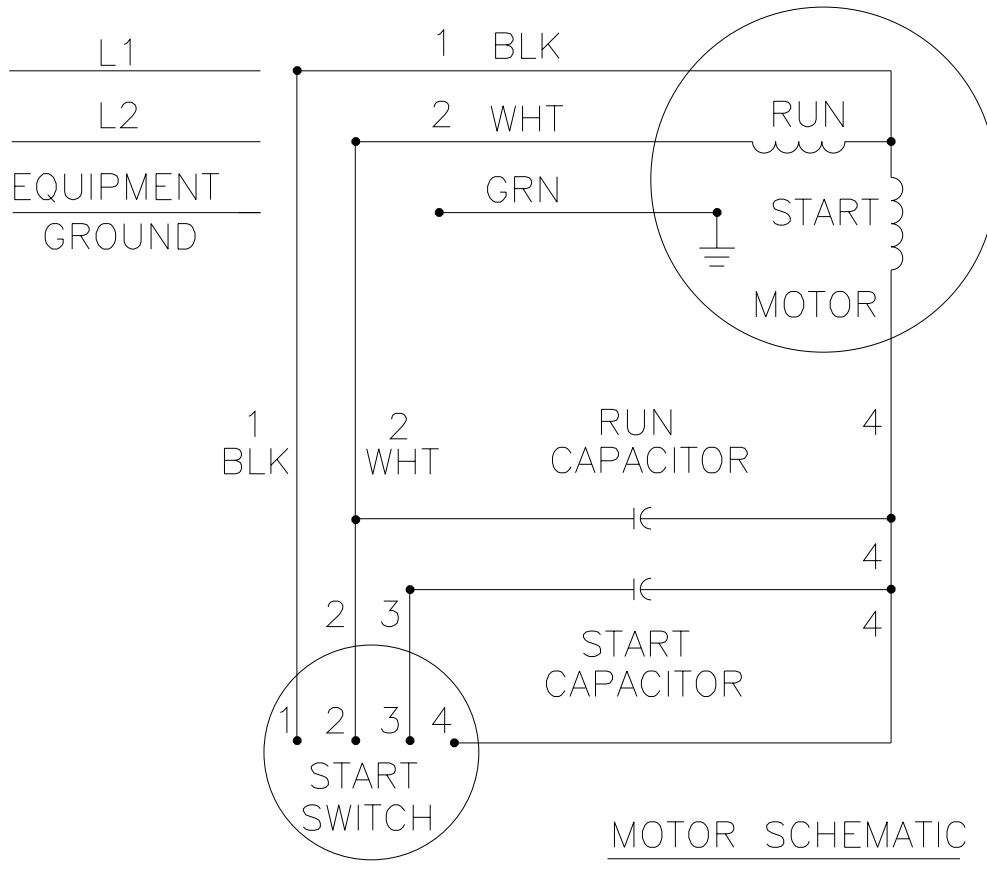 L1
1 BLK
L2
2 WHT
RUN
EQUIPMENT
GROUND
GRN
START
MOTOR
1
BLK
2
WHT
RUN
CAPACITOR
4
4
2
3
4
START
CAPACITOR
1
2
3
4
START
SWITCH
MOTOR SCHEMATIC